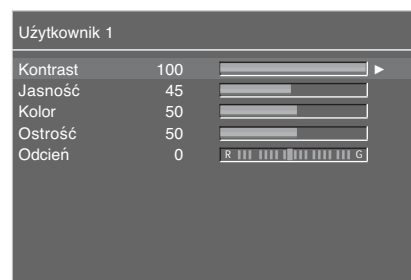 Użytkownik 1
Kontrast 100
Jasność 45
Kolor 50
Ostrość 50
Odcień 0 R G